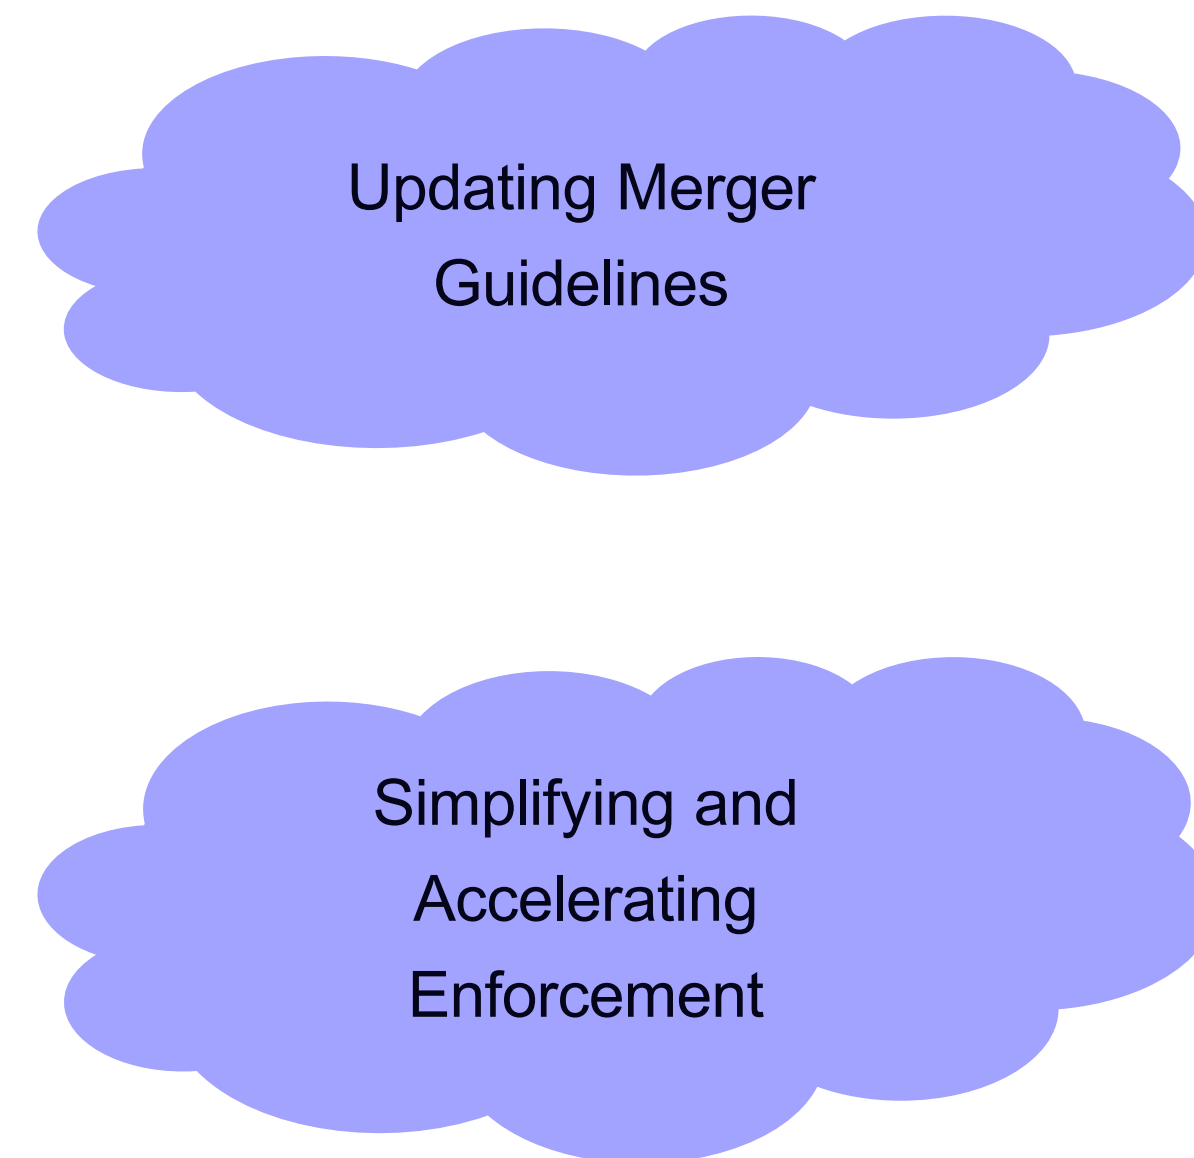 Updating Merger
Guidelines
Simplifying and
Accelerating
Enforcement